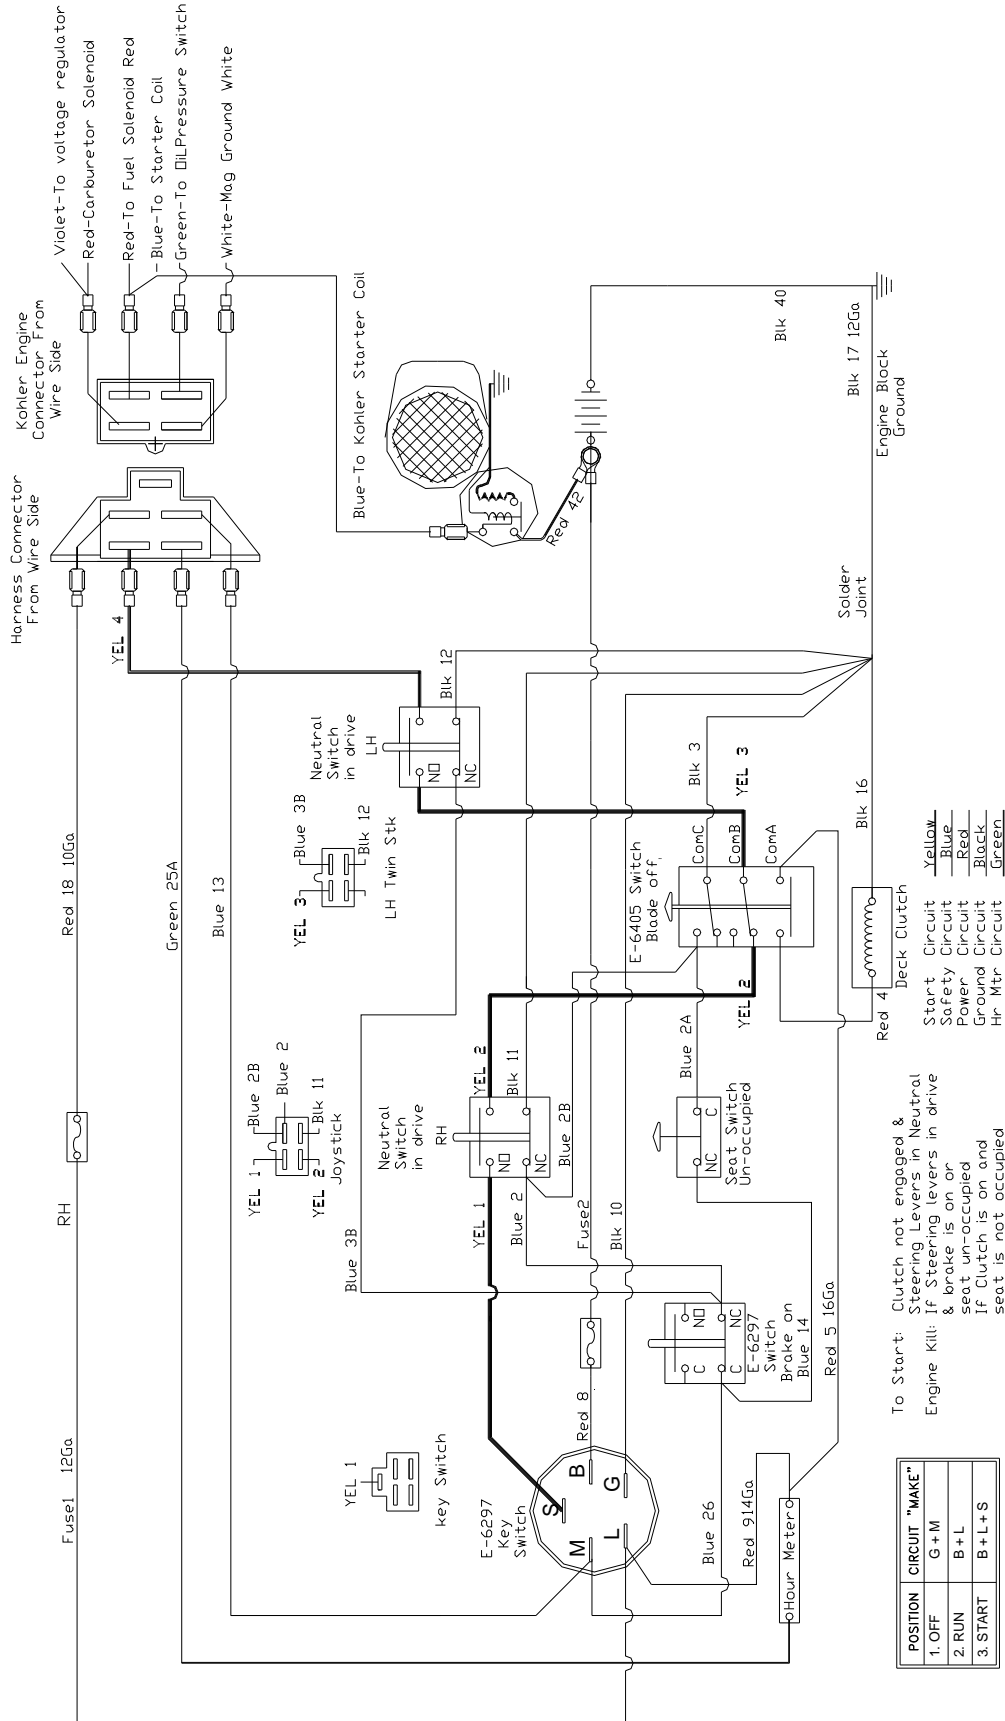 Violet-To voltage regulator
Red-Carburetor Solenoid
Red-To Fuel Solenoid Red
Blue-To Starter Coil
Green-To OiLPressure Switch
White-Mag Ground White
Kohler Engine
Connector From
Wire Side
Harness Connector
From Wire Side
Blue-To Kohler Starter Coil
Red 42
Blk 40
Blk 17 12Ga
Engine Block
Ground
Solder
Joint
YEL 4
Red 18 10Ga
Green 25A
Blue 13
Neutral
Switch
in drive
LH
NO
NC
Blk 12
YEL 3
Blue 3B
Blk 12
LH Twin Stk
Blk 3
YEL 3
Blk 16
E-6405 Switch
Blade off,
ComC
ComB
ComA
Deck Clutch
Red 4
YEL 2
Blue 2A
RH
YEL 1
Blue 2B
Blue 2
YEL 2
Blk 11
Joystick
Neutral
Switch
in drive
RH
NO
NC
YEL 2
Blk 11
Blue 2B
Seat Switch
Un-occupied
NC
C
YEL 1
Blue 2
Blue 3B
Fuse2
Blk 10
Fuse1 12Ga
Red 8
C
NO
C
NC
E-6297
Switch
Brake on
Blue 14
Red 5 16Ga
YEL 1
key Switch
E-6297
Key
Switch
S
B
M
L
G
Blue 26
Red 914Ga
Hour Meter
Start Circuit Yellow
Safety Circuit Blue
Power Circuit Red
Ground Circuit Black
Hr Mtr Circuit Green
To Start: Clutch not engaged &
Steering Levers in Neutral
Engine Kill: If Steering levers in drive
& brake is on or
seat un-occupied
If Clutch is on and
seat is not occupied
POSITION CIRCUIT "MAKE"
1. OFF G + M
2. RUN B + L
3. START B + L + S